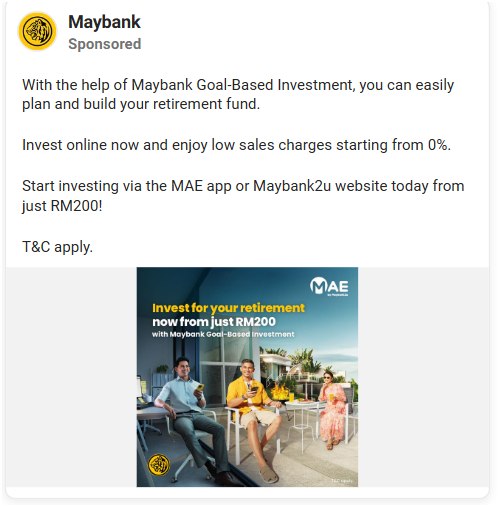 Maybank
Sponsored
With the help of Maybank Goal-Based Investment, you can easily
plan and build your retirement fund.
Invest online now and enjoy low sales charges starting from 0%.
Start investing via the MAE app or Maybank2u website today from
just RM200!
T&C apply.
MAE
Invest for your retirement
now from just RM200
with Maybank Goal-Based Investment
T&C apply.